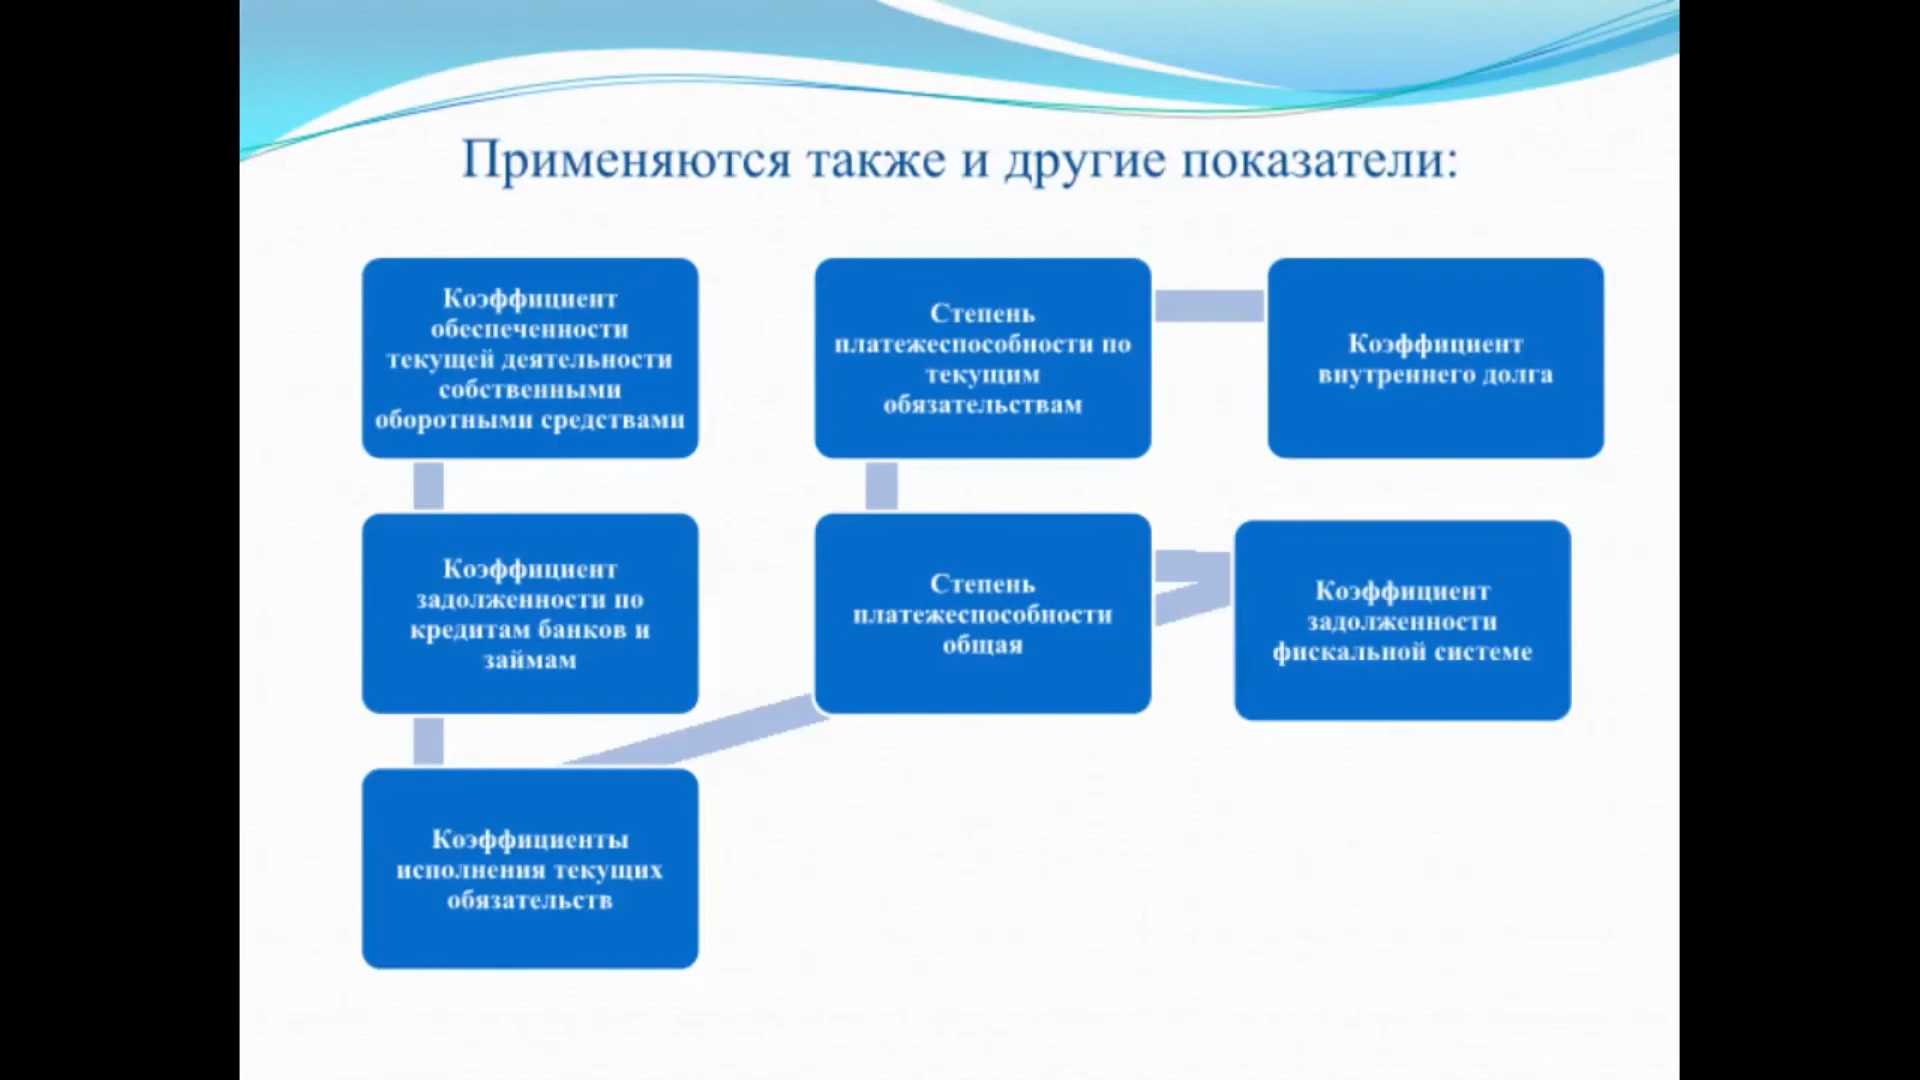 Применяются также и другие показатели:
Коэффициент
обеспеченности
текущей деятельности
собственными
оборотными средствами
Степень
платежеспособности по
текущим
обязательствам
Коэффициент
внутреннего долга
Коэффициент
задолженности по
кредитам банков и
займам
Степень
платежеспособности
общая
Коэффициент
задолженности
фискальной системе
Коэффициенты
исполнения текущих
обязательств